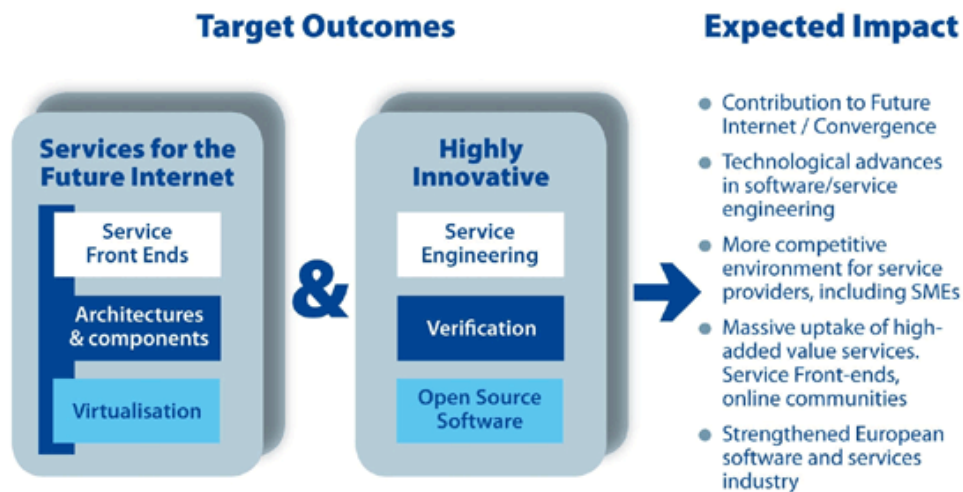 Target Outcomes
Services for the
Future Internet
Service
Front Ends
Architectures
& components
Virtualisation
&
Highly
Innovative
Service
Engineering
Verification
Open Source
Software
Expected Impact
Contribution to Future
Internet / Convergence
Technological advances
in software/service
engineering
More competitive
environment for service
providers, including SMEs
Massive uptake of high-
added value services.
Service Front-ends,
online communities
Strengthened European
software and services
industry